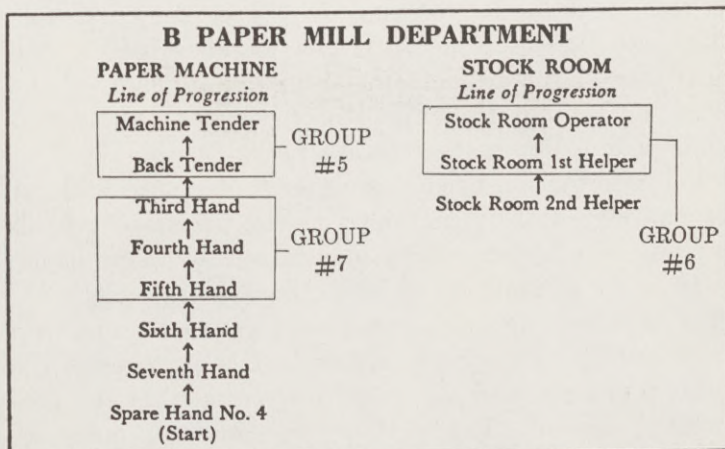 B PAPER MILL DEPARTMENT
PAPER MACHINE
Line of Progression
Machine Tender
Back Tender
GROUP
#5
Third Hand
Fourth Hand
Fifth Hand
GROUP
#7
Sixth Hand
Seventh Hand
Spare Hand No. 4
(Start)
STOCK ROOM
Line of Progression
Stock Room Operator
Stock Room 1st Helper
Stock Room 2nd Helper
GROUP
#6